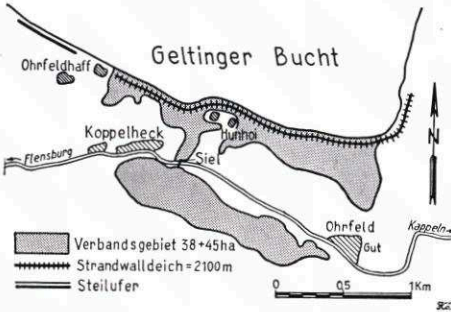 Geltinger Bucht
Ohrfeldhaff
Koppelheck
Hunhoi
Siel
Flensburg
N
Ohrfeld
Gut
Kappeln
Verbandsgebiet 38+45ha
Strandwalldeich = 2100 m
Steilufer
0 0,5 1Km